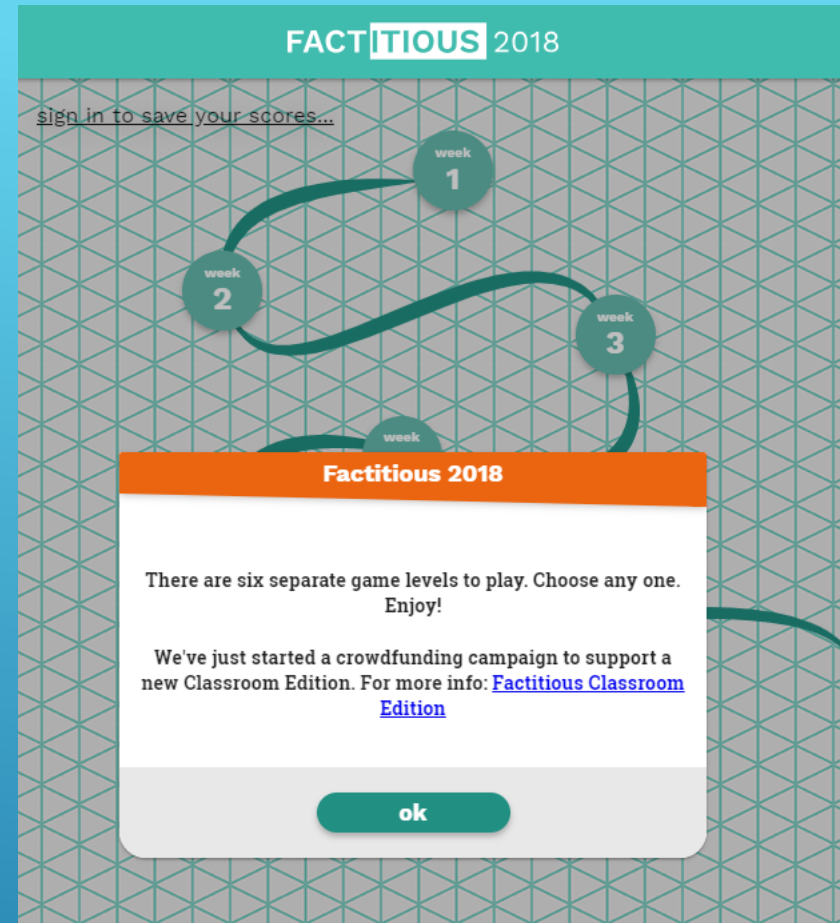 FACTITIOUS 2018
sign in to save your scores...
week
1
week
2
week
3
week
Factitious 2018
There are six separate game levels to play. Choose any one.
Enjoy!
We've just started a crowdfunding campaign to support a
new Classroom Edition. For more info: Factitious Classroom
Edition
ok